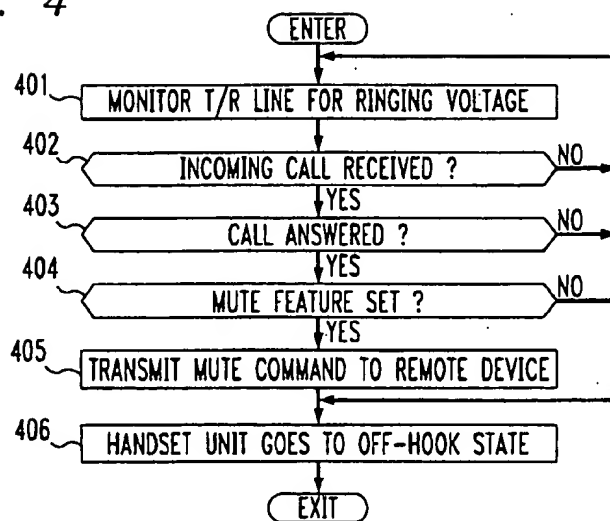 . 4
ENTER
401
MONITOR T/R LINE FOR RINGING VOLTAGE
402
INCOMING CALL RECEIVED ?
NO
YES
403
CALL ANSWERED ?
NO
YES
404
MUTE FEATURE SET ?
NO
YES
405
TRANSMIT MUTE COMMAND TO REMOTE DEVICE
406
HANDSET UNIT GOES TO OFF-HOOK STATE
EXIT